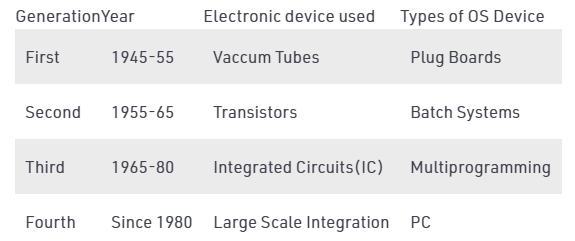 GenerationYear Electronic device used Types of OS Device
First 1945-55 Vaccum Tubes Plug Boards
Second 1955-65 Transistors Batch Systems
Third 1965-80 Integrated Circuits(IC) Multiprogramming
Fourth Since 1980 Large Scale Integration PC